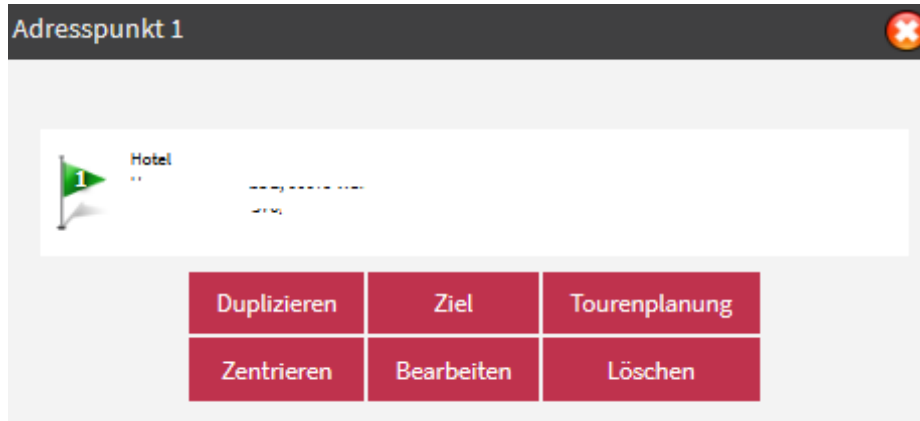 Adresspunkt 1
1
Hotel
Duplizieren
Ziel
Tourenplanung
Zentrieren
Bearbeiten
Löschen